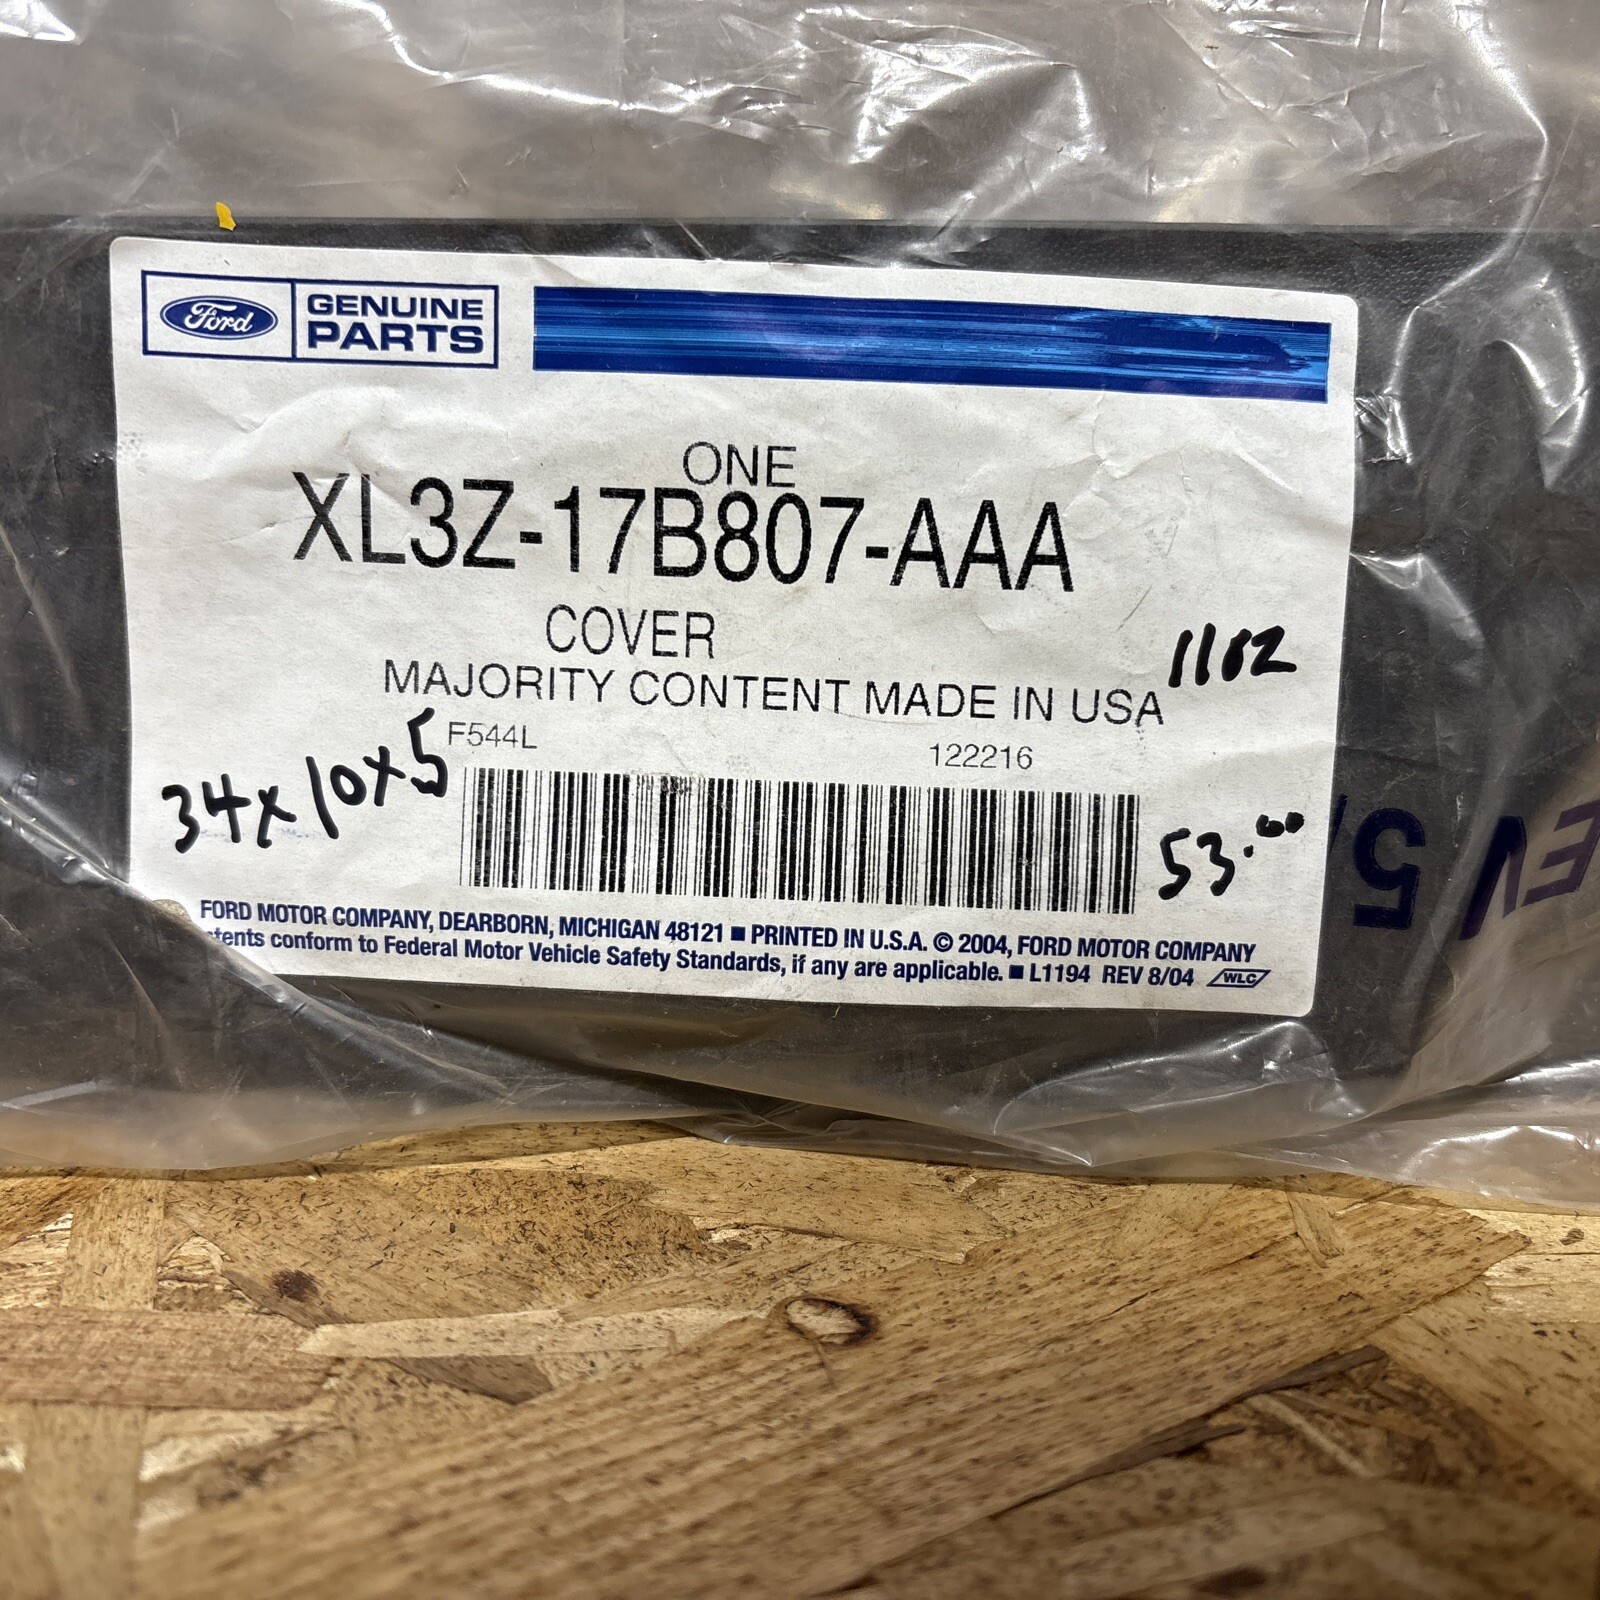 Ford GENUINE PARTS
ONE
XL3Z-17B807-AAA
COVER
MAJORITY CONTENT MADE IN USA
1102
F544L 122216
34x10x5
53.00
FORD MOTOR COMPANY, DEARBORN, MICHIGAN 48121 ■ PRINTED IN U.S.A. © 2004, FORD MOTOR COMPANY
conform to Federal Motor Vehicle Safety Standards, if any are applicable. ■ L1194 REV 8/04 WLC